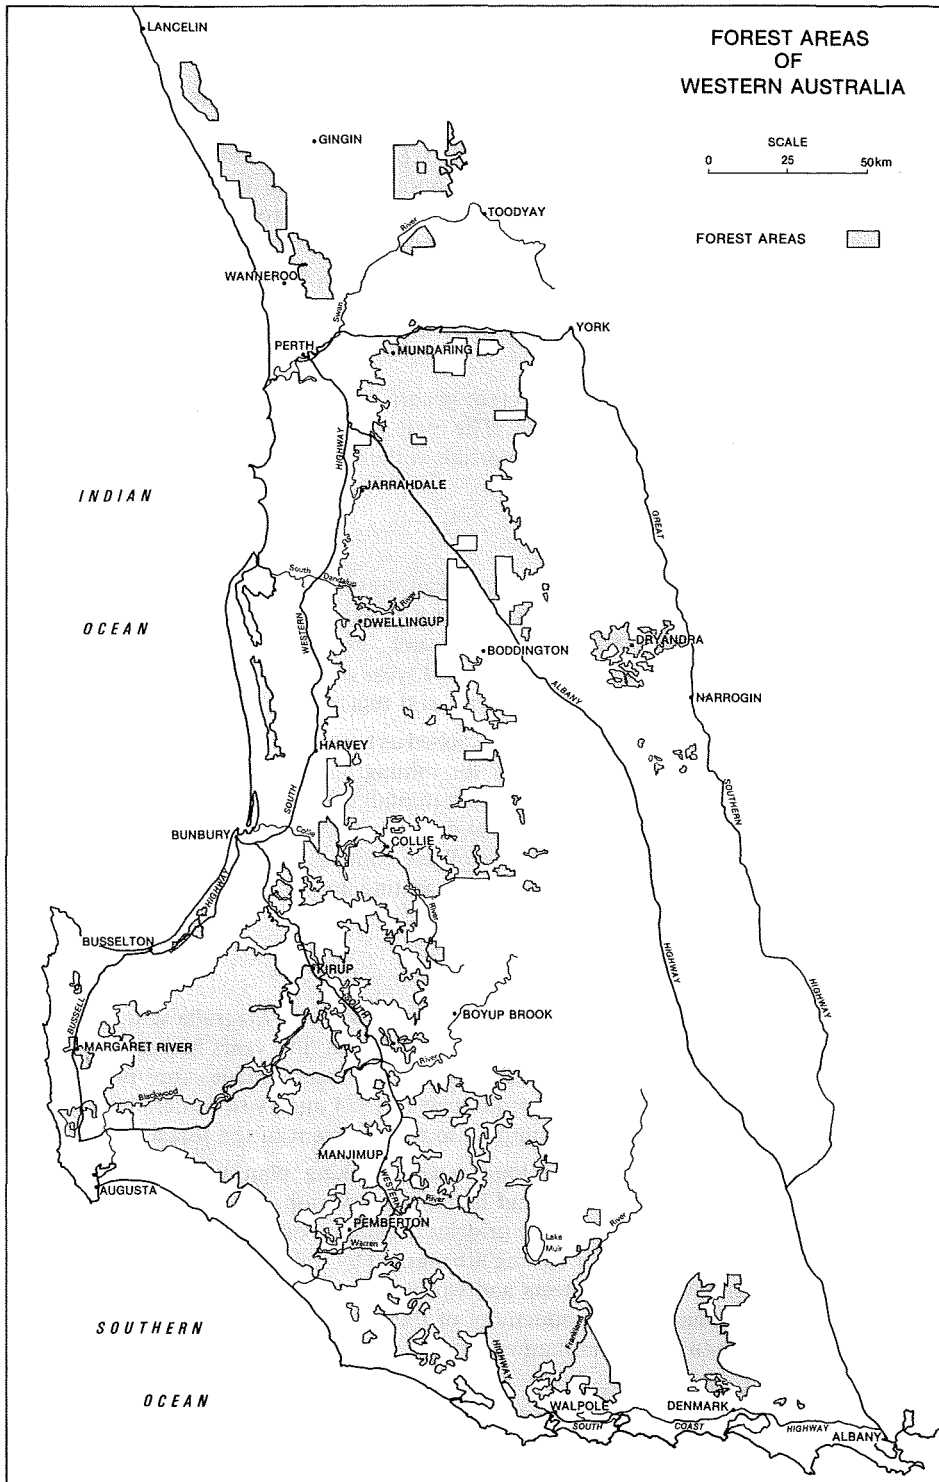 LANCELIN
FOREST AREAS
OF
WESTERN AUSTRALIA
GINGIN
SCALE
0 25 50km
River
TOODYAY
FOREST AREAS
WANNEROO
Swan
YORK
PERTH
MUNDARING
HIGHWAY
JARRAHDALE
INDIAN
GREAT
South Dandalup River
OCEAN
DWELLINGUP
WESTERN
DRYANDRA
BODDINGTON
ALBANY
NARROGIN
HARVEY
SOUTH
SOUTHERN
BUNBURY
Collie
COLLIE
HIGHWAY
River
BUSSELTON
HIGHWAY
KIRUP
HIGHWAY
SOUTH
BUSSELL
BOYUP BROOK
MARGARET RIVER
River
Blackwood
MANJIMUP
WESTERN
AUGUSTA
River
PEMBERTON
River
Warren
Lake
Muir
SOUTHERN
Frankland
HIGHWAY
OCEAN
WALPOLE
DENMARK
SOUTH COAST HIGHWAY
ALBANY